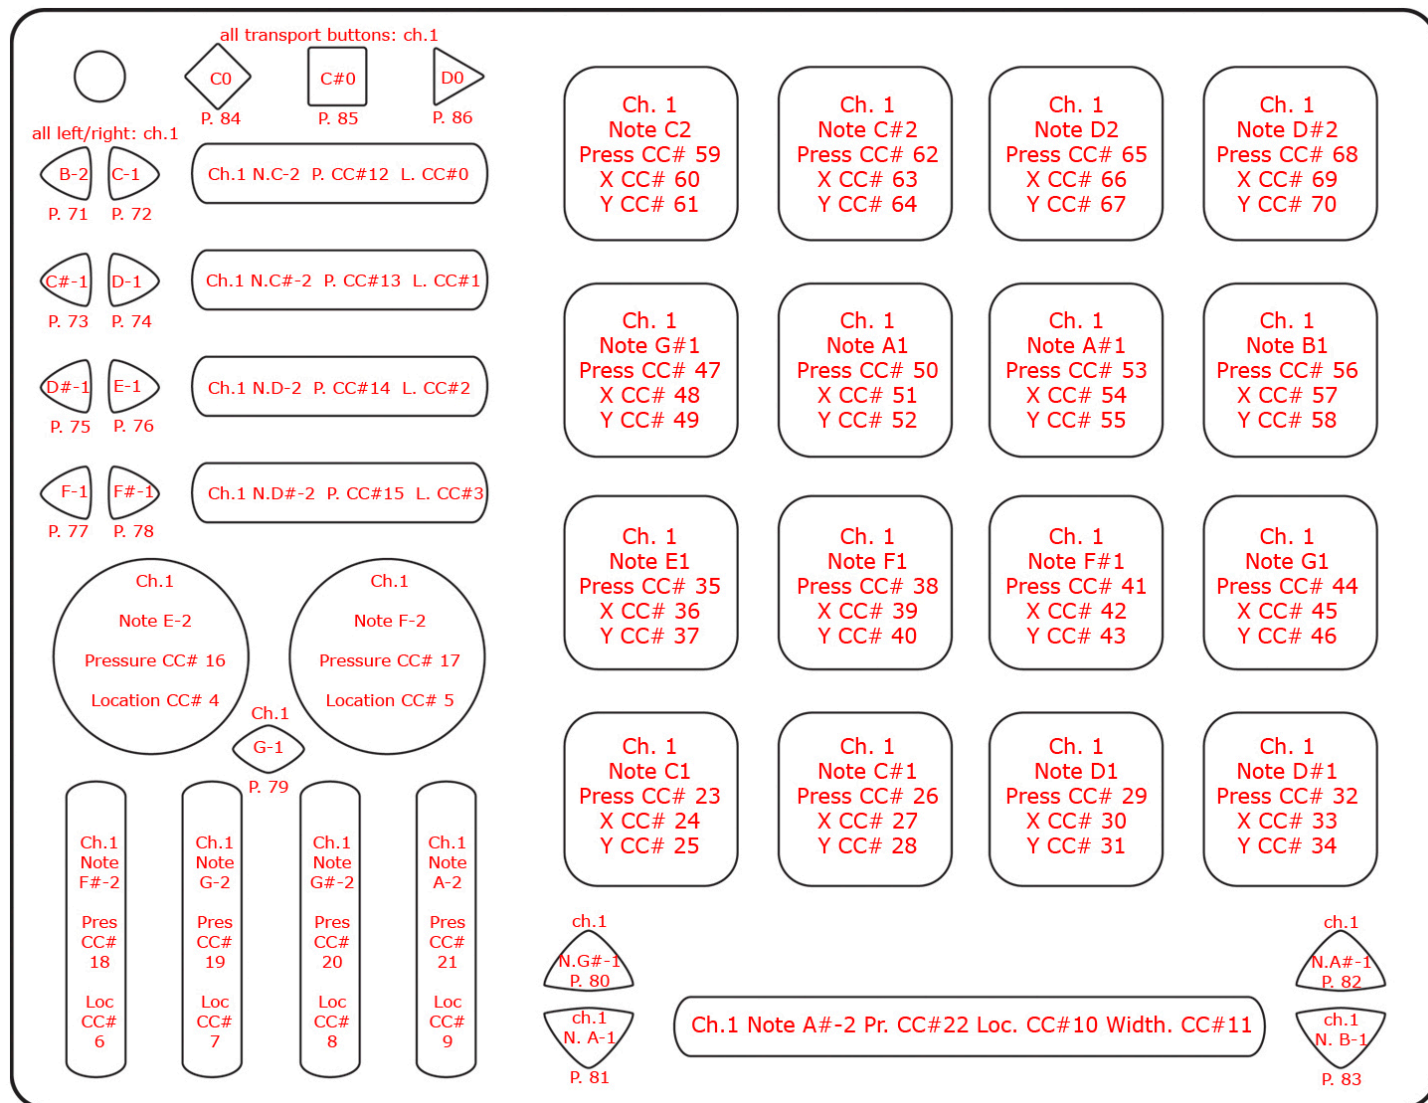 all transport buttons: ch.1
C0
C#0
D0
P. 84
P. 85
P. 86
all left/right: ch.1
B-2
C-1
P. 71
P. 72
Ch.1 N.C-2 P. CC#12 L. CC#0
C#-1
D-1
P. 73
P. 74
Ch.1 N.C#-2 P. CC#13 L. CC#1
D#-1
E-1
P. 75
P. 76
Ch.1 N.D-2 P. CC#14 L. CC#2
F-1
F#-1
P. 77
P. 78
Ch.1 N.D#-2 P. CC#15 L. CC#3
Ch.1
Note E-2
Pressure CC# 16
Location CC# 4
Ch.1
Note F-2
Pressure CC# 17
Location CC# 5
Ch.1
G-1
P. 79
Ch.1
Note
F#-2
Pres
CC#
18
Loc
CC#
6
Ch.1
Note
G-2
Pres
CC#
19
Loc
CC#
7
Ch.1
Note
G#-2
Pres
CC#
20
Loc
CC#
8
Ch.1
Note
A-2
Pres
CC#
21
Loc
CC#
9
Ch. 1
Note C2
Press CC# 59
X CC# 60
Y CC# 61
Ch. 1
Note C#2
Press CC# 62
X CC# 63
Y CC# 64
Ch. 1
Note D2
Press CC# 65
X CC# 66
Y CC# 67
Ch. 1
Note D#2
Press CC# 68
X CC# 69
Y CC# 70
Ch. 1
Note G#1
Press CC# 47
X CC# 48
Y CC# 49
Ch. 1
Note A1
Press CC# 50
X CC# 51
Y CC# 52
Ch. 1
Note A#1
Press CC# 53
X CC# 54
Y CC# 55
Ch. 1
Note B1
Press CC# 56
X CC# 57
Y CC# 58
Ch. 1
Note E1
Press CC# 35
X CC# 36
Y CC# 37
Ch. 1
Note F1
Press CC# 38
X CC# 39
Y CC# 40
Ch. 1
Note F#1
Press CC# 41
X CC# 42
Y CC# 43
Ch. 1
Note G1
Press CC# 44
X CC# 45
Y CC# 46
Ch. 1
Note C1
Press CC# 23
X CC# 24
Y CC# 25
Ch. 1
Note C#1
Press CC# 26
X CC# 27
Y CC# 28
Ch. 1
Note D1
Press CC# 29
X CC# 30
Y CC# 31
Ch. 1
Note D#1
Press CC# 32
X CC# 33
Y CC# 34
ch.1
N.G#-1
P. 80
ch.1
N. A-1
P. 81
Ch.1 Note A#-2 Pr. CC#22 Loc. CC#10 Width. CC#11
ch.1
N.A#-1
P. 82
ch.1
N. B-1
P. 83